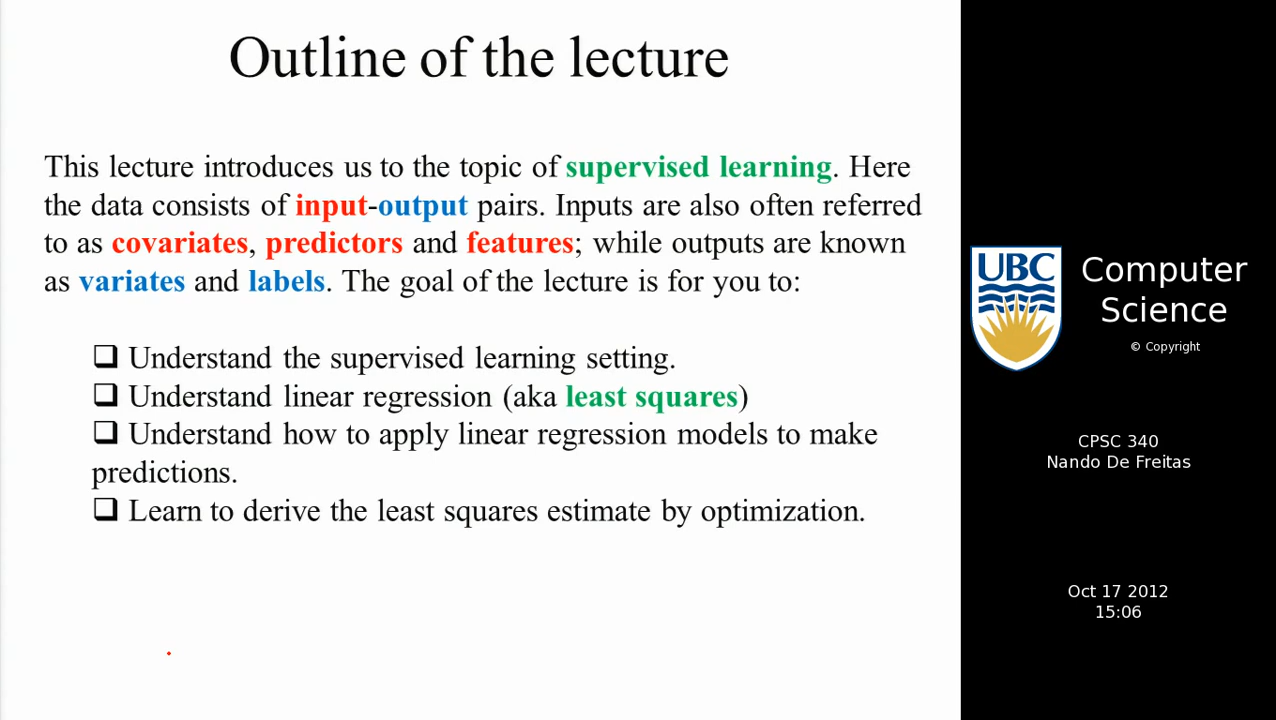 Outline of the lecture
This lecture introduces us to the topic of supervised learning. Here
the data consists of input-output pairs. Inputs are also often referred
to as covariates, predictors and features; while outputs are known
as variates and labels. The goal of the lecture is for you to:
❑ Understand the supervised learning setting.
❑ Understand linear regression (aka least squares)
❑ Understand how to apply linear regression models to make
predictions.
❑ Learn to derive the least squares estimate by optimization.
UBC
Computer
Science
© Copyright
CPSC 340
Nando De Freitas
Oct 17 2012
15:06